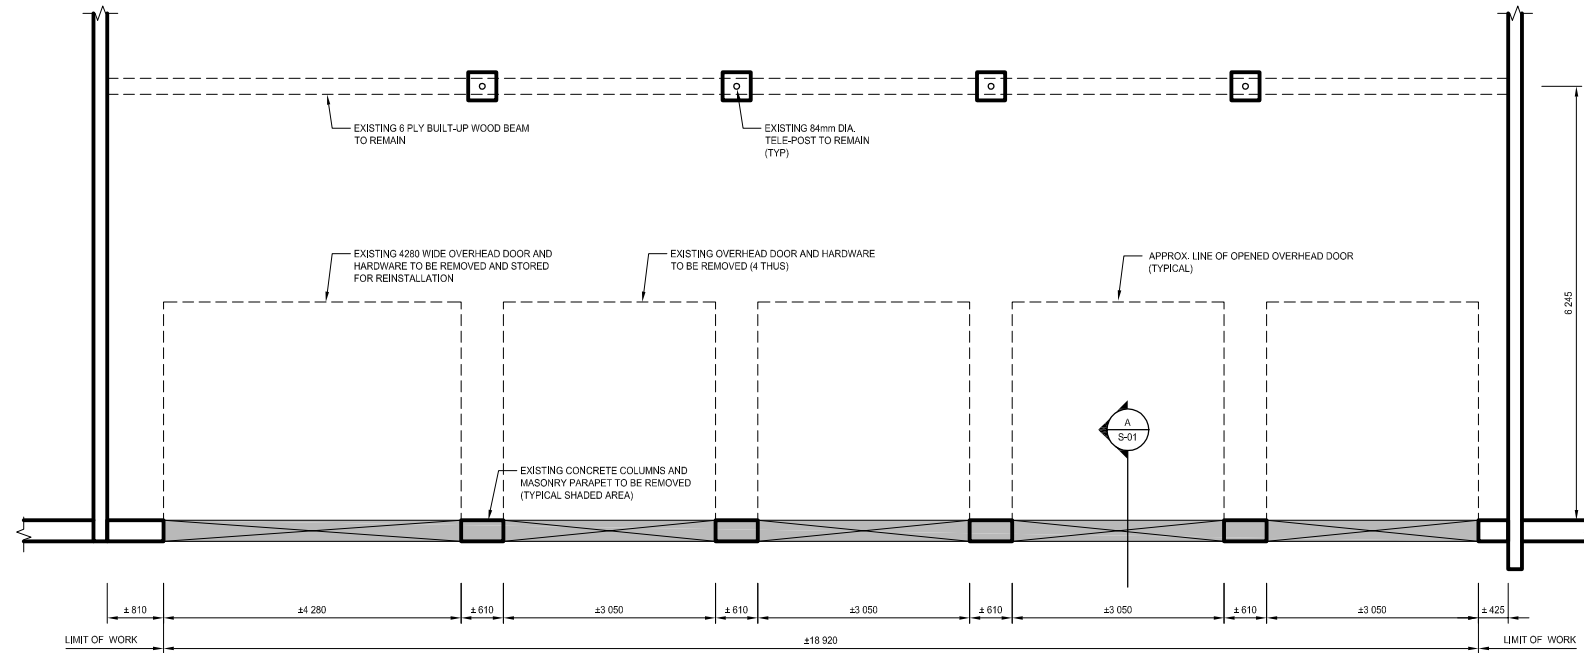 EXISTING 6 PLY BUILT-UP WOOD BEAM
TO REMAIN
EXISTING 84mm DIA.
TELE-POST TO REMAIN
(TYP)
EXISTING 4280 WIDE OVERHEAD DOOR AND
HARDWARE TO BE REMOVED AND STORED
FOR REINSTALLATION
EXISTING OVERHEAD DOOR AND HARDWARE
TO BE REMOVED (4 THUS)
APPROX. LINE OF OPENED OVERHEAD DOOR
(TYPICAL)
6 245
A
S-01
EXISTING CONCRETE COLUMNS AND
MASONRY PARAPET TO BE REMOVED
(TYPICAL SHADED AREA)
± 810
±4 280
± 610
±3 050
± 610
±3 050
± 610
±3 050
± 610
±3 050
± 425
LIMIT OF WORK
±18 920
LIMIT OF WORK